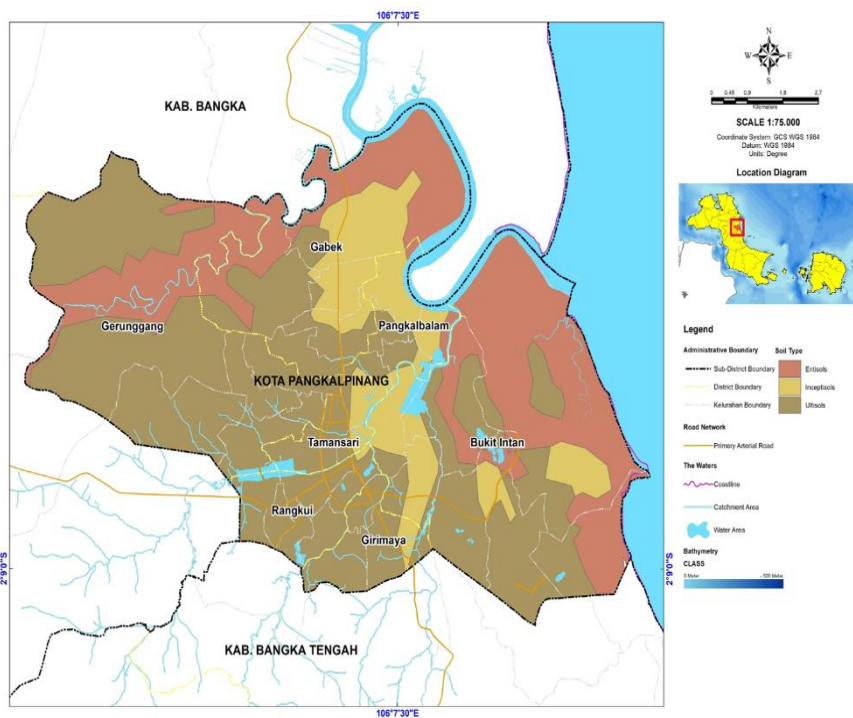 106°7'30"E
KAB. BANGKA
Gabek
Gerunggang
Pangkalbalam
KOTA PANGKALPINANG
Tamansari
Bukit Intan
Rangkui
Girimaya
KAB. BANGKA TENGAH
2°9'0"S
2°9'0"S
106°7'30"E
N
W E
S
0 0,45 0,9 1,8 2,7
Kilometers
SCALE 1:75.000
Coordinate System: GCS WGS 1984
Datum: WGS 1984
Units: Degree
Location Diagram
Legend
Administrative Boundary
Sub-District Boundary
District Boundary
Kelurahan Boundary
Soil Type
Entisols
Inceptisols
Ultisols
Road Network
Primery Arterial Road
The Waters
Coastline
Catchment Area
Water Area
Bathymetry
CLASS
0 Meter